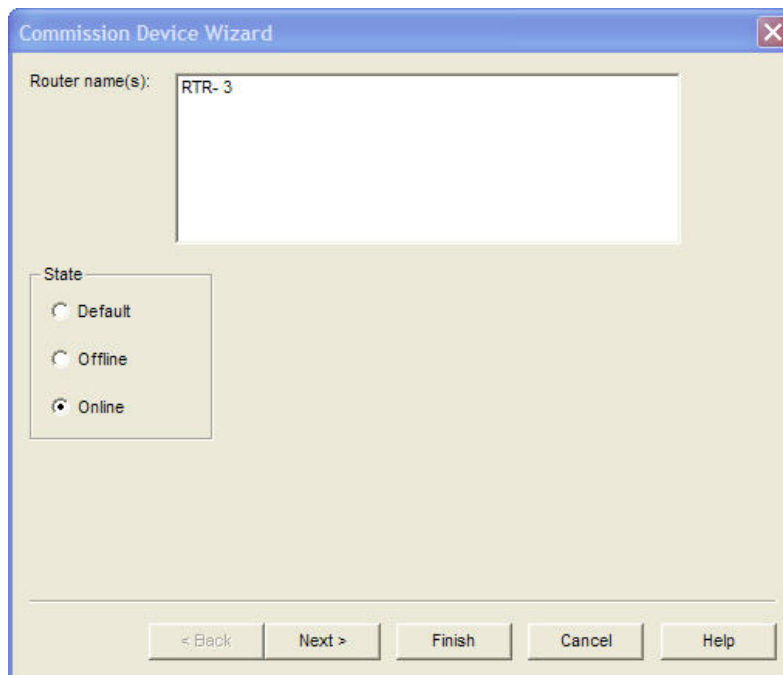 Commission Device Wizard
Router name(s):
RTR- 3
State
Default
Offline
Online
< Back
Next >
Finish
Cancel
Help